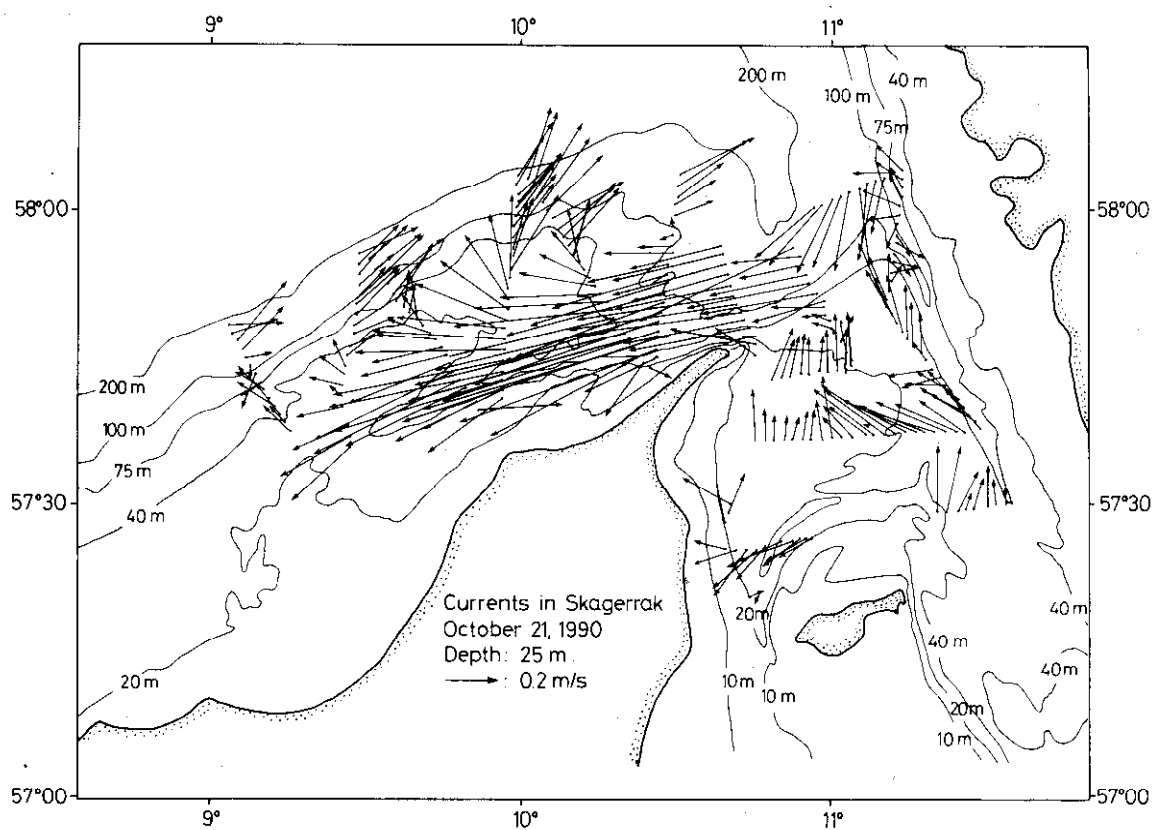 9° 10° 11°
200 m
40 m
100 m
75m
58°00' 58°00'
200 m
100 m
75 m
40 m
57°30' 57°30'
Currents in Skagerrak
October 21, 1990
Depth: 25 m
: 0.2 m/s
20m
40 m
40 m
40 m
20 m
10 m
10 m
20m
10 m
57°00' 57°00'
9° 10° 11°